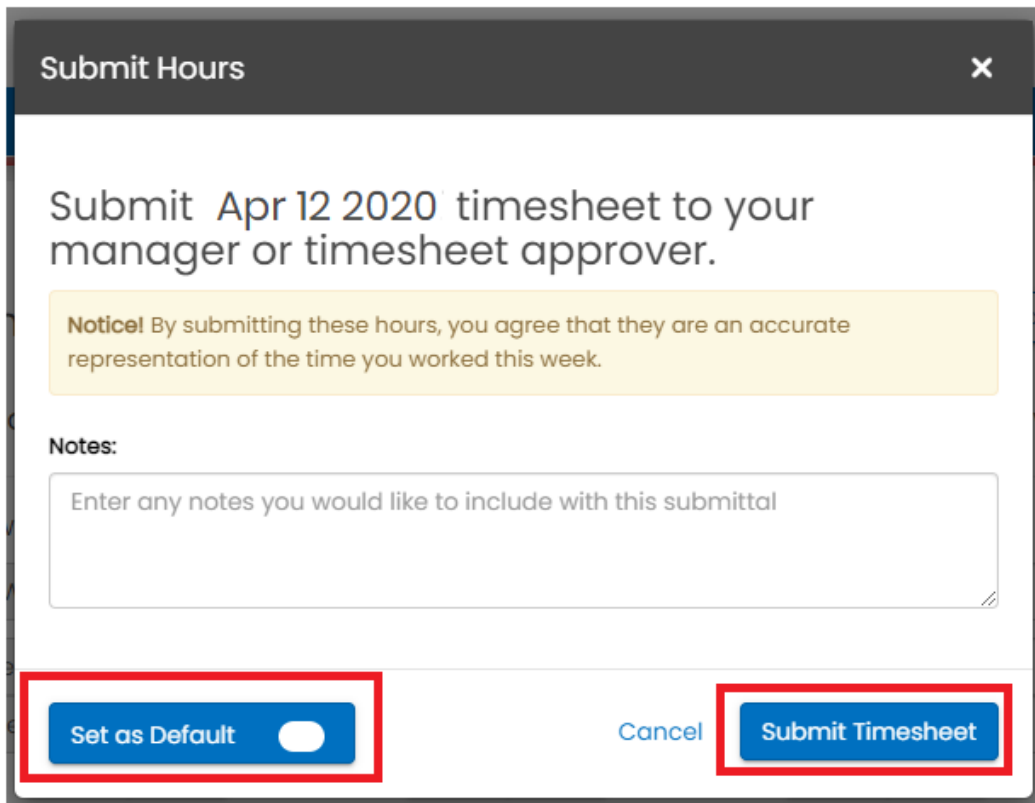 Submit Hours
Submit Apr 12 2020 timesheet to your
manager or timesheet approver.
Notice! By submitting these hours, you agree that they are an accurate
representation of the time you worked this week.
Notes:
Enter any notes you would like to include with this submittal
Set as Default
Cancel
Submit Timesheet